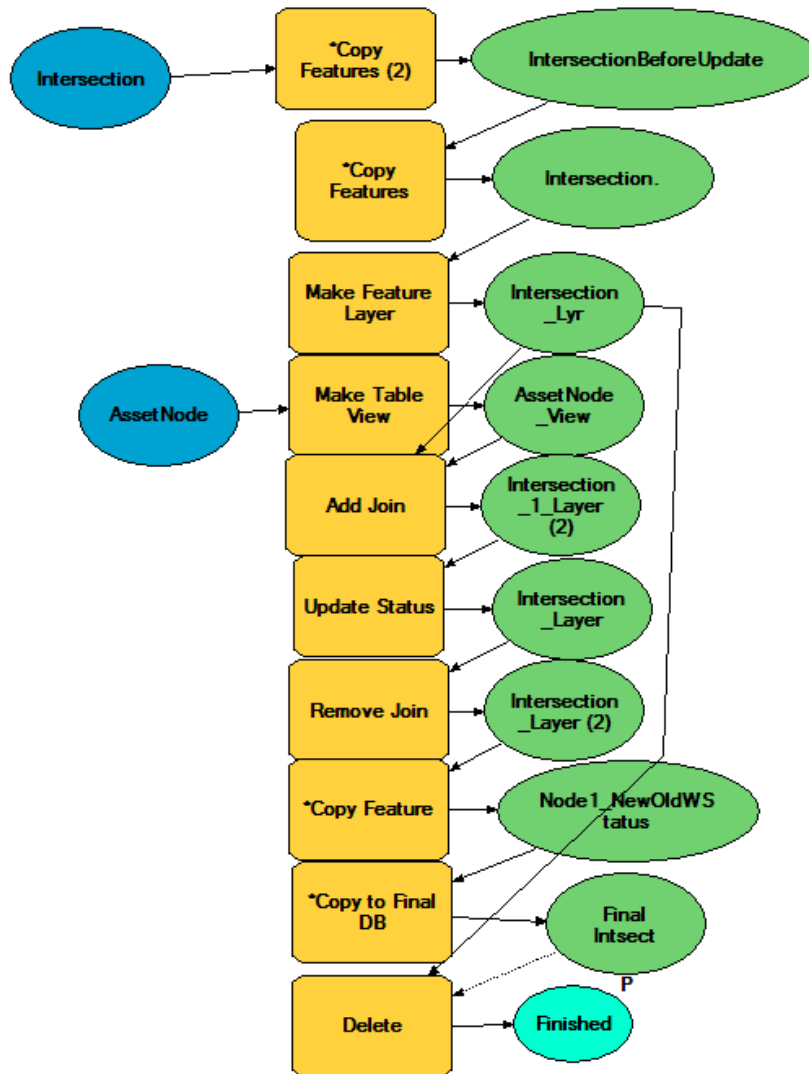 Intersection
*Copy
Features (2)
IntersectionBeforeUpdate
*Copy
Features
Intersection.
Make Feature
Layer
Intersection
_Lyr
AssetNode
Make Table
View
AssetNode
_View
Add Join
Intersection
_1_Layer
(2)
Update Status
Intersection
_Layer
Remove Join
Intersection
_Layer (2)
*Copy Feature
Node1_NewOldWS
tatus
*Copy to Final
DB
Final
Intsect
P
Delete
Finished